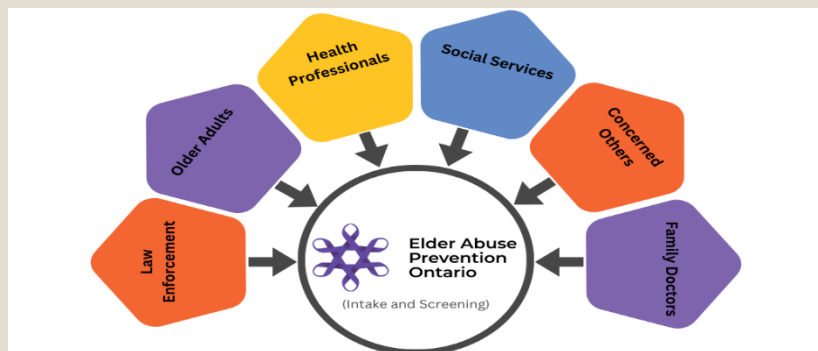 Law
Enforcement
Older Adults
Health
Professionals
Social Services
Concerned
Others
Family Doctors
Elder Abuse
Prevention
Ontario
(Intake and Screening)